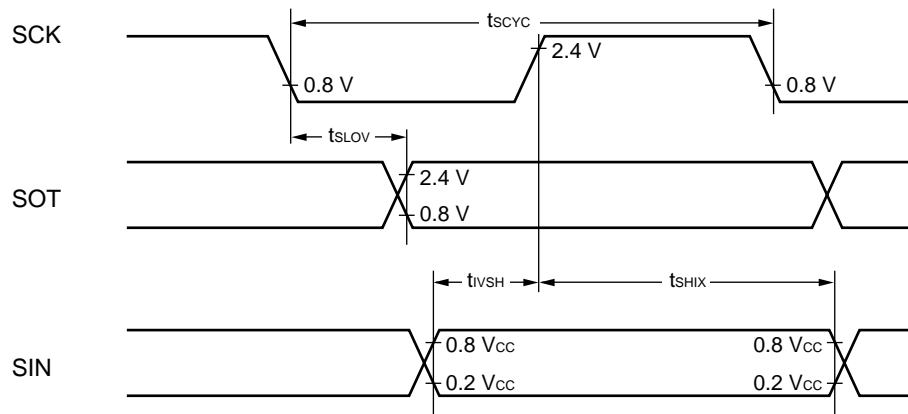 tSCYC
SCK
2.4 V
0.8 V
0.8 V
tSLOV
2.4 V
SOT
0.8 V
tIVSH
tSHIX
0.8 VCC
0.8 VCC
SIN
0.2 VCC
0.2 VCC